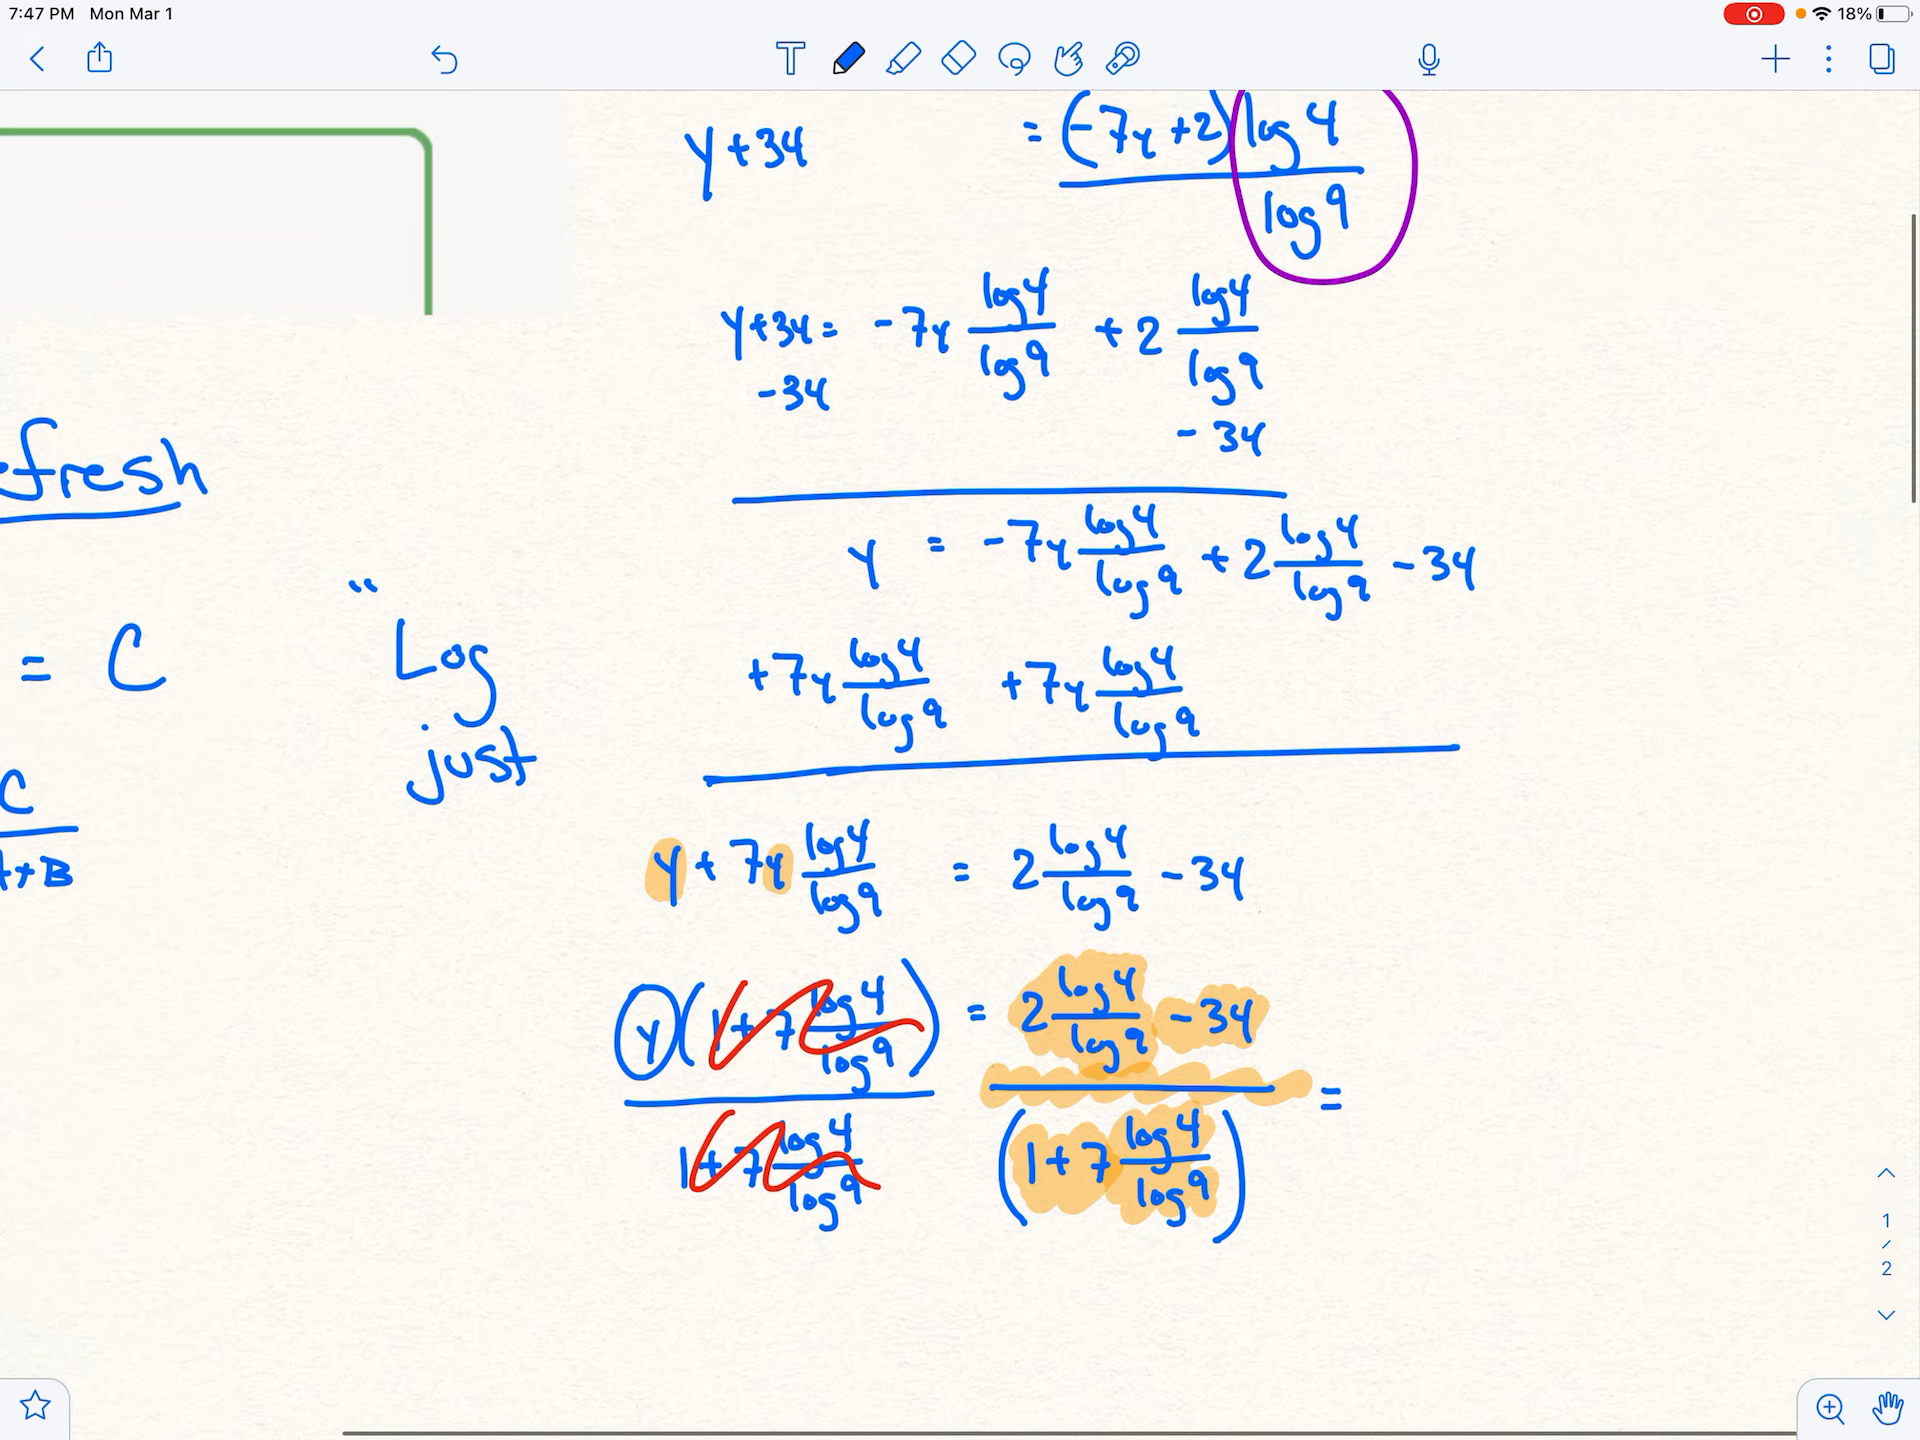 7:47 PM Mon Mar 1
18%
T
y+34 = (-7y+2) log 4
log 9
y+34 = -7y log4/log9 + 2 log4/log9
-34 -34
efresh
y = -7y log4/log9 + 2 log4/log9 - 34
"
= C
Log
+7y log4/log9 +7y log4/log9
just
C
A+B
y + 7y log4/log9 = 2 log4/log9 - 34
y(1+7 log4/log9) = 2 log4/log9 - 34 =
1+7 log4/log9 (1+7 log4/log9)
1
/
2